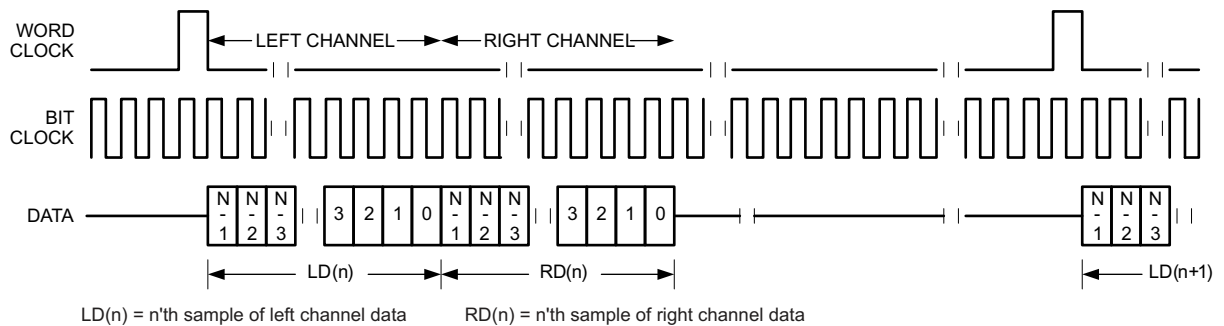 WORD
CLOCK
LEFT CHANNEL
RIGHT CHANNEL
BIT
CLOCK
DATA
N-1 N-2 N-3 3 2 1 0 N-1 N-2 N-3 3 2 1 0 N-1 N-2 N-3
LD(n)
RD(n)
LD(n+1)
LD(n) = n'th sample of left channel data
RD(n) = n'th sample of right channel data